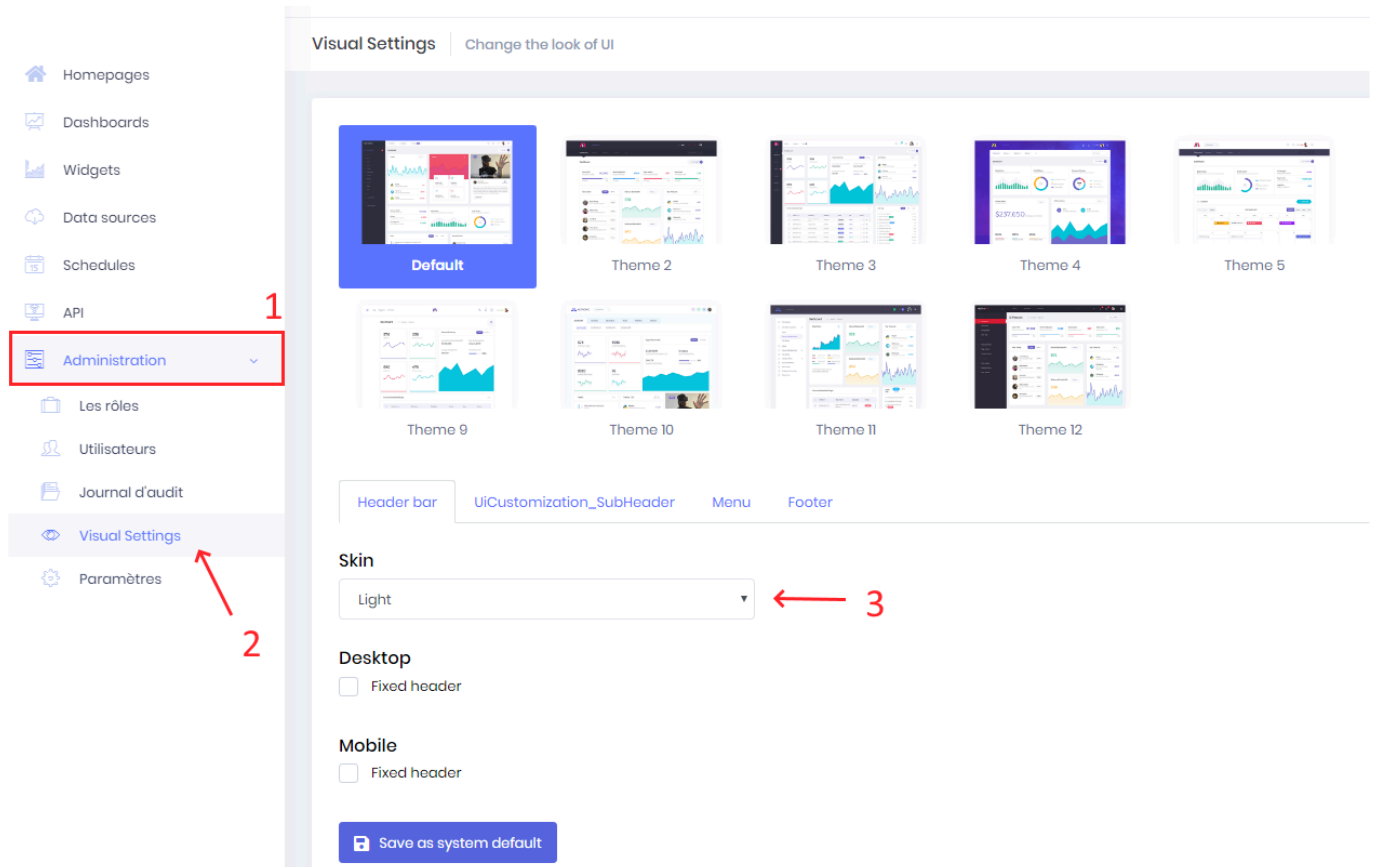 Visual Settings Change the look of UI
Homepages
Dashboards
Widgets
Data sources
Schedules
15
API
1
Administration
Les rôles
Utilisateurs
Journal d'audit
Visual Settings
Paramètres
2
Default
Theme 2
Theme 3
$237,650
Theme 4
Theme 5
Theme 9
Theme 10
Theme 11
Theme 12
Header bar UiCustomization_SubHeader Menu Footer
Skin
Light
3
Desktop
Fixed header
Mobile
Fixed header
Save as system default